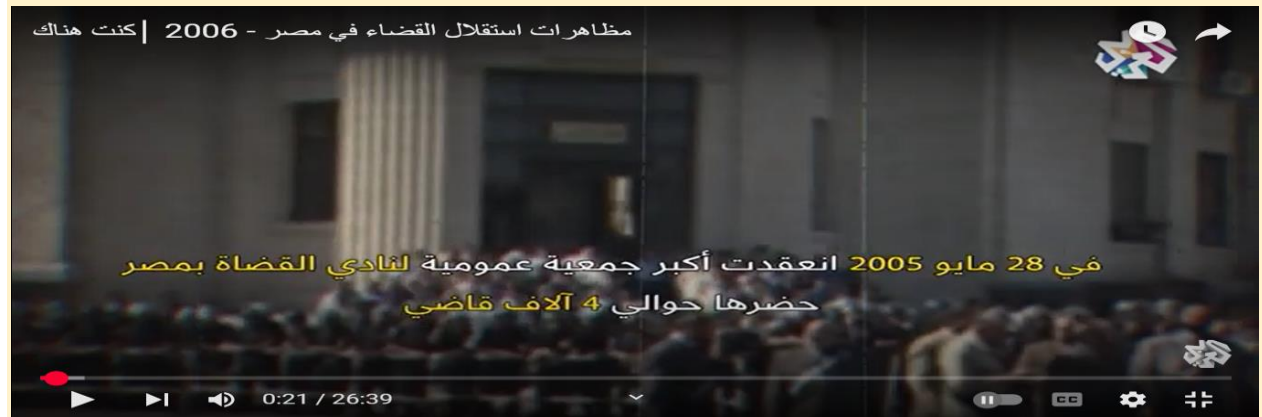 مظاهرات استقلال القضاء في مصر - 2006 | كنت هناك
في 28 مايو 2005 انعقدت أكبر جمعية عمومية لنادي القضاة بمصر
حضرها حوالي 4 آلاف قاضي
0:21 / 26:39
CC